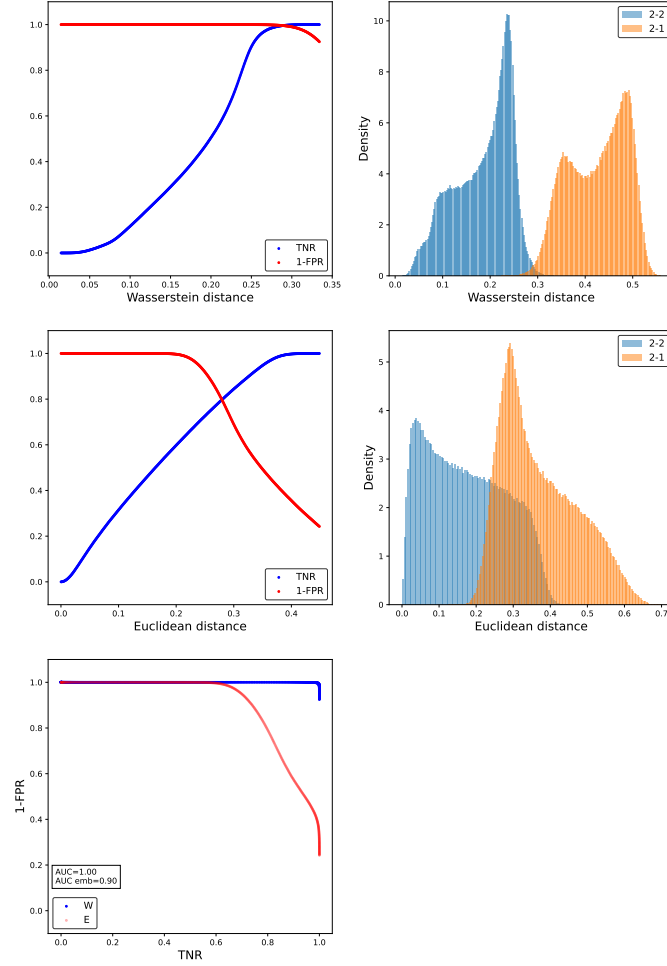 1.0
0.8
0.6
0.4
0.2
0.0
TNR
1-FPR
0.00 0.05 0.10 0.15 0.20 0.25 0.30 0.35
Wasserstein distance
10
8
6
4
2
0
Density
2-2
2-1
0.0 0.1 0.2 0.3 0.4 0.5
Wasserstein distance
1.0
0.8
0.6
0.4
0.2
0.0
TNR
1-FPR
0.0 0.1 0.2 0.3 0.4
Euclidean distance
5
4
3
2
1
0
Density
2-2
2-1
0.0 0.1 0.2 0.3 0.4 0.5 0.6 0.7
Euclidean distance
1.0
0.8
0.6
0.4
0.2
0.0
1-FPR
AUC=1.00
AUC emb=0.90
W
E
0.0 0.2 0.4 0.6 0.8 1.0
TNR